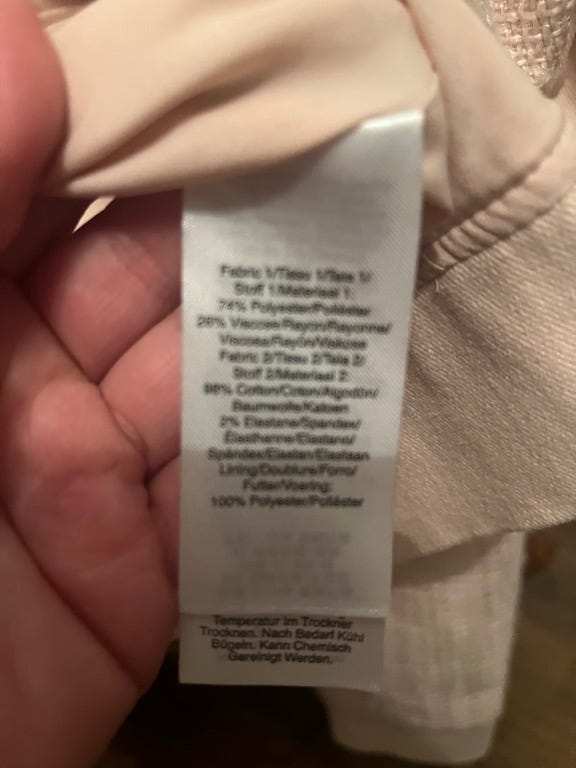 Fabric 1/Tissu 1/Tela 1/
Stoff 1/Materiaal 1:
74% Polyester/Poliéster
26% Viscose/Rayon/Rayonne/
Viscosa/Rayón/Viskose
Fabric 2/Tissu 2/Tela 2/
Stoff 2/Materiaal 2:
98% Cotton/Coton/Algodón/
Baumwolle/Katoen
2% Elastane/Spandex/
Élasthanne/Elastano/
Spandex/Elastan/Elastaan
Lining/Doublure/Forro/
Futter/Voering:
100% Polyester/Poliéster
Temperatur Im Trockner
Trocknen. Nach Bedarf Kühl
Bügeln. Kann Chemisch
Gereinigt Werden.